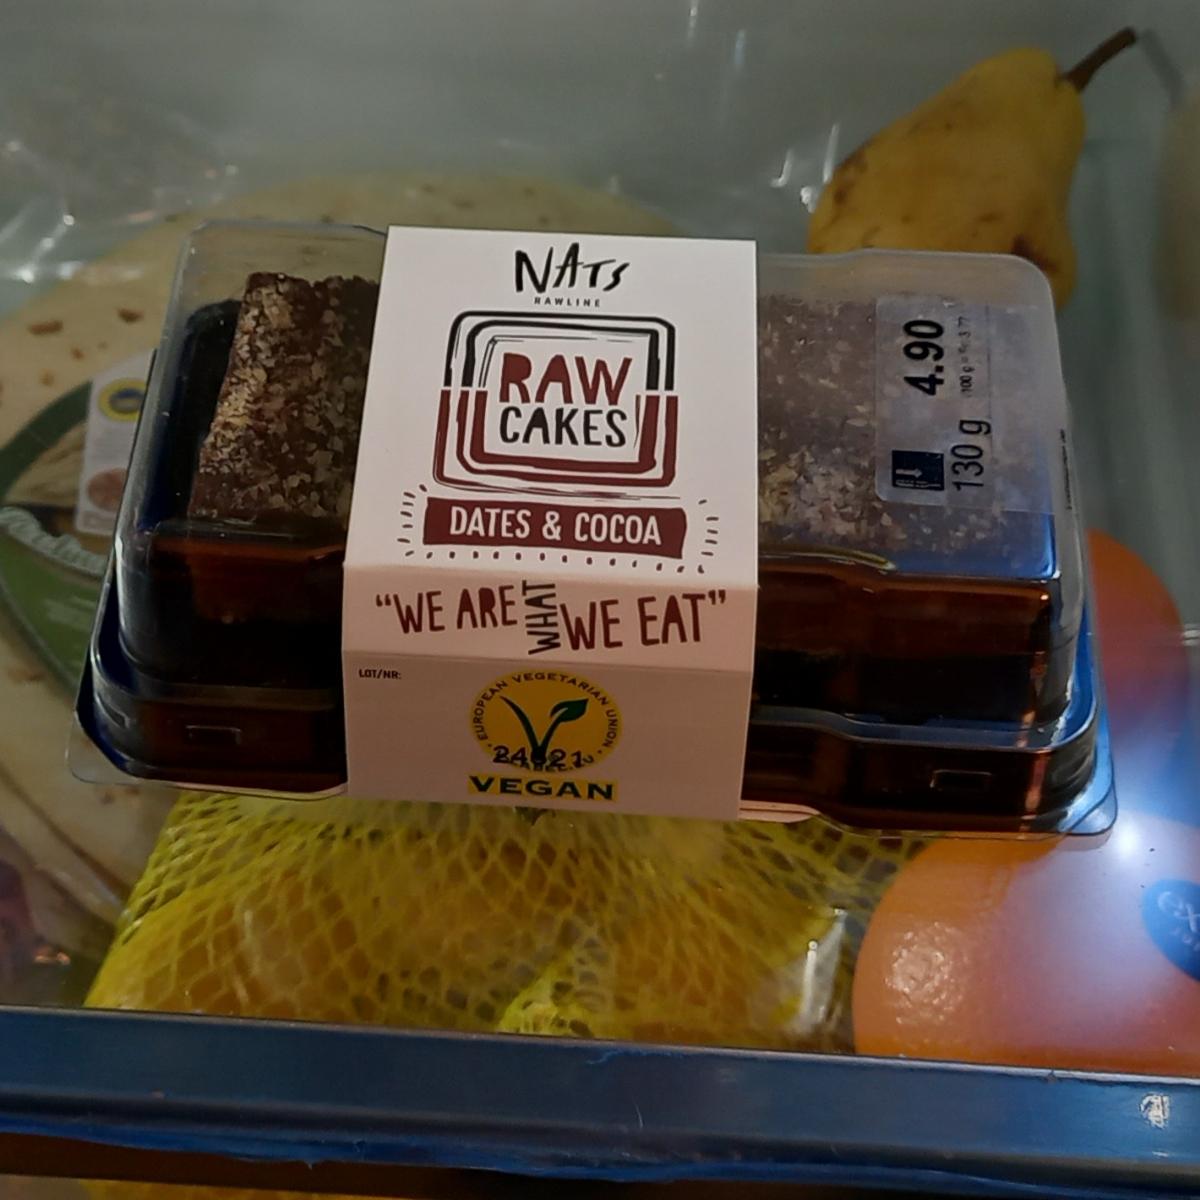 NATS
RAWLINE
RAW
CAKES
DATES & COCOA
"WE ARE WHAT WE EAT"
LOT/NR:
EUROPEAN VEGETARIAN UNION
VEGAN
4.90
130 g